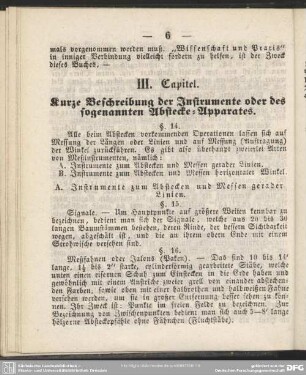 — 6 —
mals vorgenommen werden muß. „Wissenschaft und Praxis"
in inniger Verbindung vielleicht fördern zu helfen, ist der Zweck
dieses Buches. —
III. Capitel.
Kurze Beschreibung der Instrumente oder des
sogenannten Abstecke-Apparates.
§. 14.
Alle beim Abstecken vorkommenden Operationen lassen sich auf
Messung der Längen oder Linien und auf Messung (Austragung)
der Winkel zurückführen. Es gibt also überhaupt zweierlei Arten
von Meßinstrumenten, nämlich:
A. Instrumente zum Abstecken und Messen gerader Linien.
B. Instrumente zum Abstecken und Messen horizontaler Winkel.
A. Instrumente zum Abstecken und Messen gerader
Linien.
§. 15.
Signale. — Um Hauptpunkte auf größere Weiten kennbar zu
bezeichnen, bedient man sich der Signale, welche aus 20 bis 50
langen Baumstämmen bestehen, deren Rinde, der bessern Sichtbarkeit
wegen, abgeschält ist, und die an ihrem obern Ende mit einem
Strohwische versehen sind.
§. 16.
Meßfahnen oder Jalons (Baken). — Das sind 10 bis 14'
lange, 1½ bis 2" starke, cylinderförmig gearbeitete Stäbe, welche
unten einen eisernen Schuh zum Einstecken in die Erde haben und
gewöhnlich mit einem Anstriche zweier grell von einander abstechen-
den Farben, sowie oben mit einer halbrothen und halbweißen Fahne
versehen werden, um sie in großer Entfernung besser sehen zu kön-
nen. Ihr Zweck ist: Punkte im freien Felde zu bezeichnen. Zur
Bezeichnung von Zwischenpunkten bedient man sich auch 5—8' lange
hölzerne Absteckpfähle ohne Fähnchen (Fluchtstäbe).